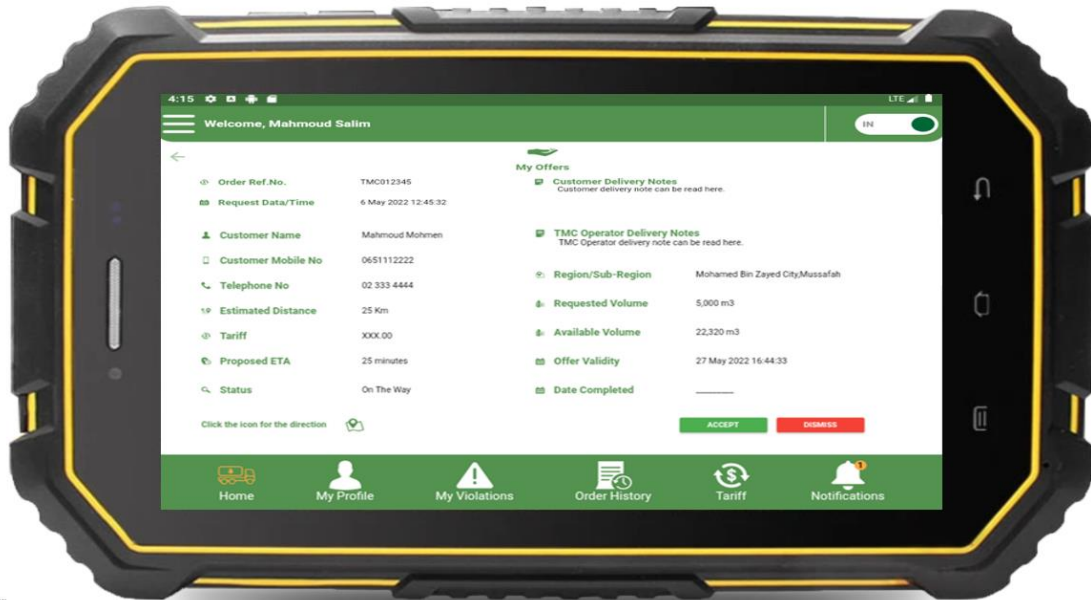 4:15
LTE
Welcome, Mahmoud Salim
IN
My Offers
Order Ref.No. TMC012345
Request Data/Time 6 May 2022 12:45:32
Customer Name Mahmoud Mohmen
Customer Mobile No 0651112222
Telephone No 02 333 4444
Estimated Distance 25 Km
Tariff XXX.00
Proposed ETA 25 minutes
Status On The Way
Click the icon for the direction
Customer Delivery Notes
Customer delivery note can be read here.
TMC Operator Delivery Notes
TMC Operator delivery note can be read here.
Region/Sub-Region Mohamed Bin Zayed City,Mussafah
Requested Volume 5,000 m3
Available Volume 22,320 m3
Offer Validity 27 May 2022 16:44:33
Date Completed ________
ACCEPT DISMISS
Home My Profile My Violations Order History Tariff 1 Notifications